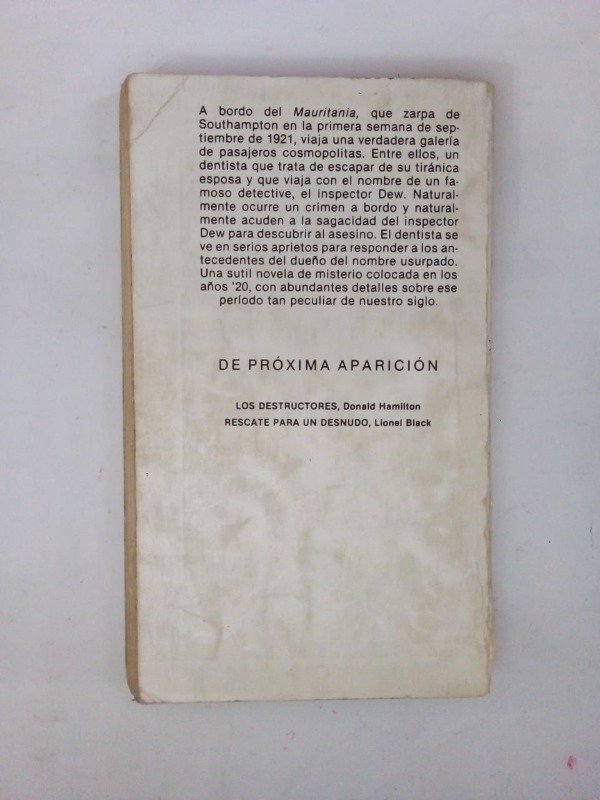 A bordo del Mauritania, que zarpa de
Southampton en la primera semana de sep-
tiembre de 1921, viaja una verdadera galería
de pasajeros cosmopolitas. Entre ellos, un
dentista que trata de escapar de su tiránica
esposa y que viaja con el nombre de un fa-
moso detective, el inspector Dew. Natural-
mente ocurre un crimen a bordo y natural-
mente acuden a la sagacidad del inspector
Dew para descubrir al asesino. El dentista se
ve en serios aprietos para responder a los an-
tecedentes del dueño del nombre usurpado.
Una sutil novela de misterio colocada en los
años '20, con abundantes detalles sobre ese
período tan peculiar de nuestro siglo.
DE PRÓXIMA APARICIÓN
LOS DESTRUCTORES, Donald Hamilton
RESCATE PARA UN DESNUDO, Lionel Black